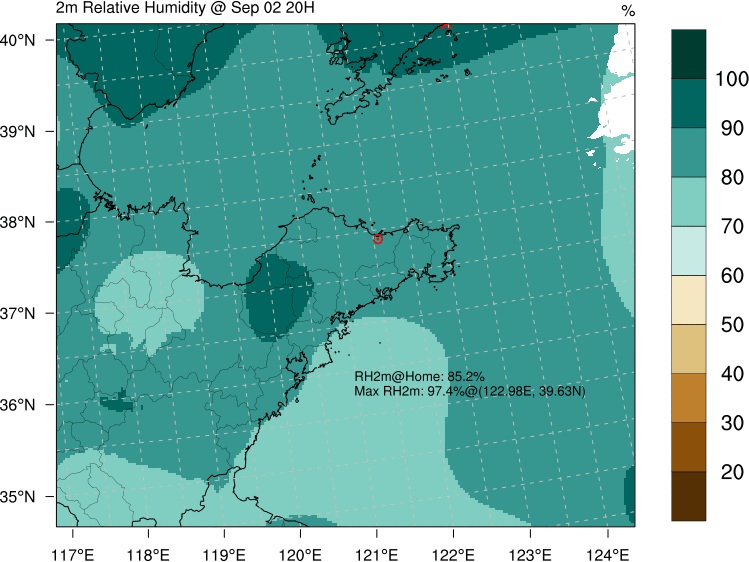 2m Relative Humidity @ Sep 02 20H
%
40°N
39°N
38°N
37°N
36°N
35°N
RH2m@Home: 85.2%
Max RH2m: 97.4%@(122.98E, 39.63N)
117°E 118°E 119°E 120°E 121°E 122°E 123°E 124°E
100
90
80
70
60
50
40
30
20